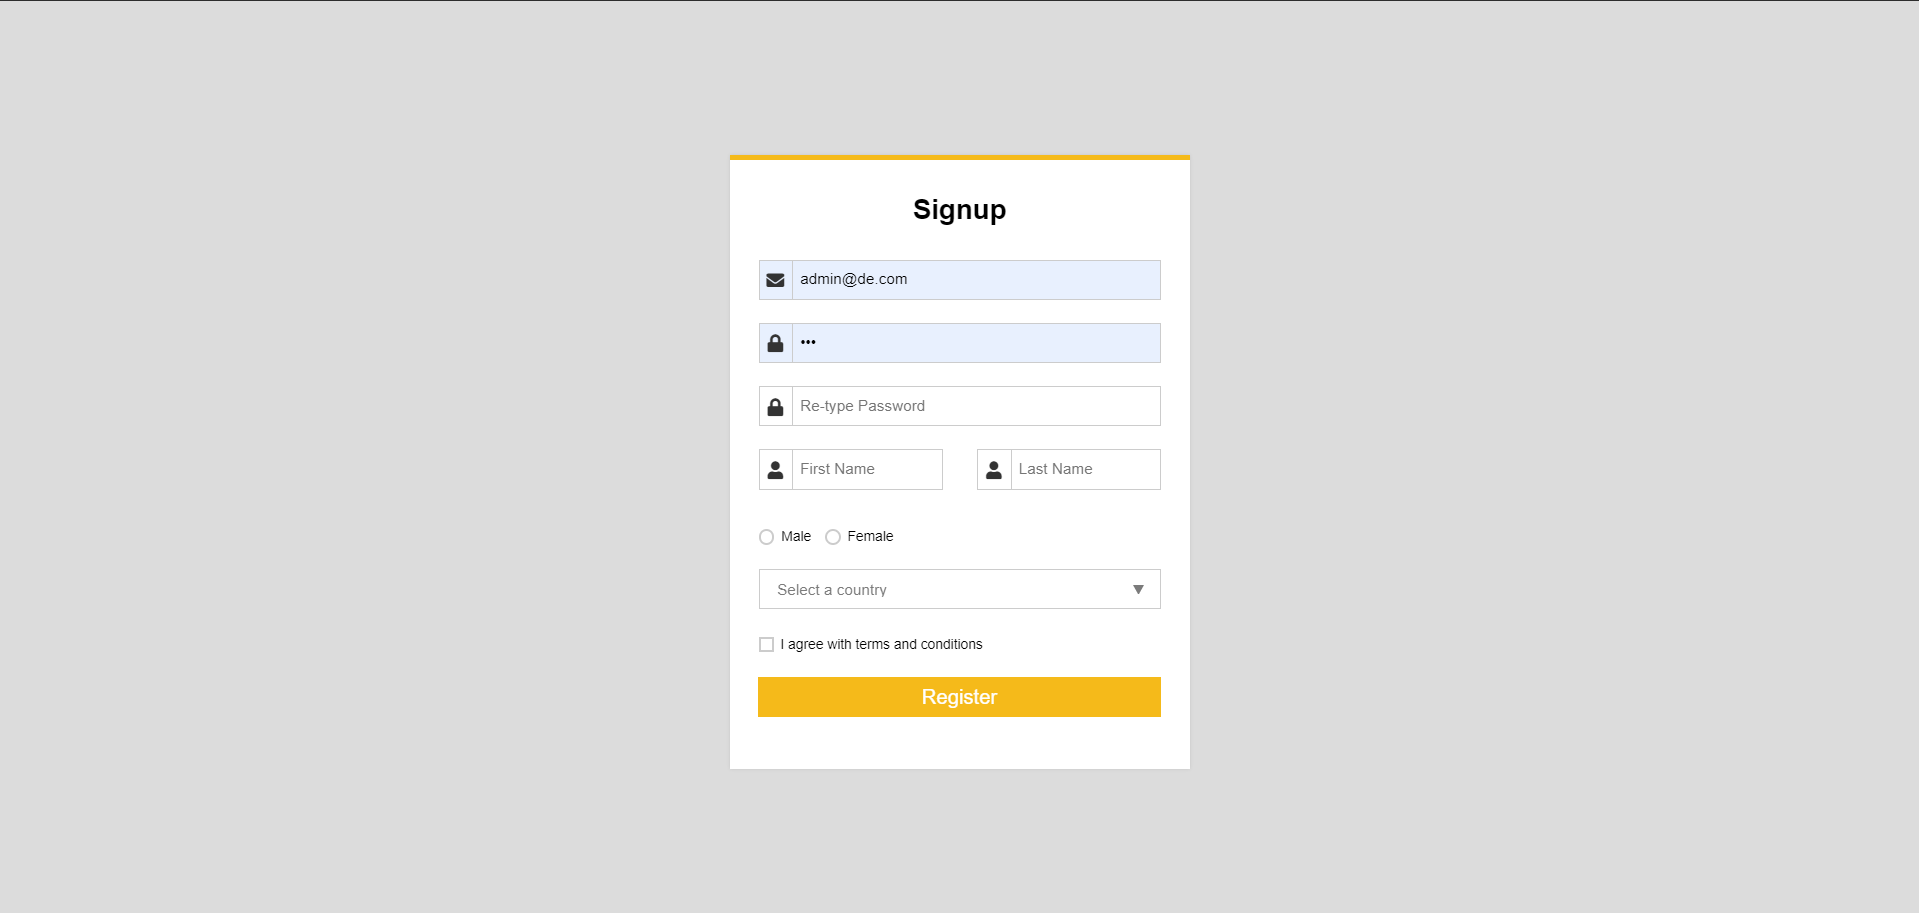 Signup
admin@de.com
•••
Re-type Password
First Name Last Name
Male Female
Select a country
I agree with terms and conditions
Register